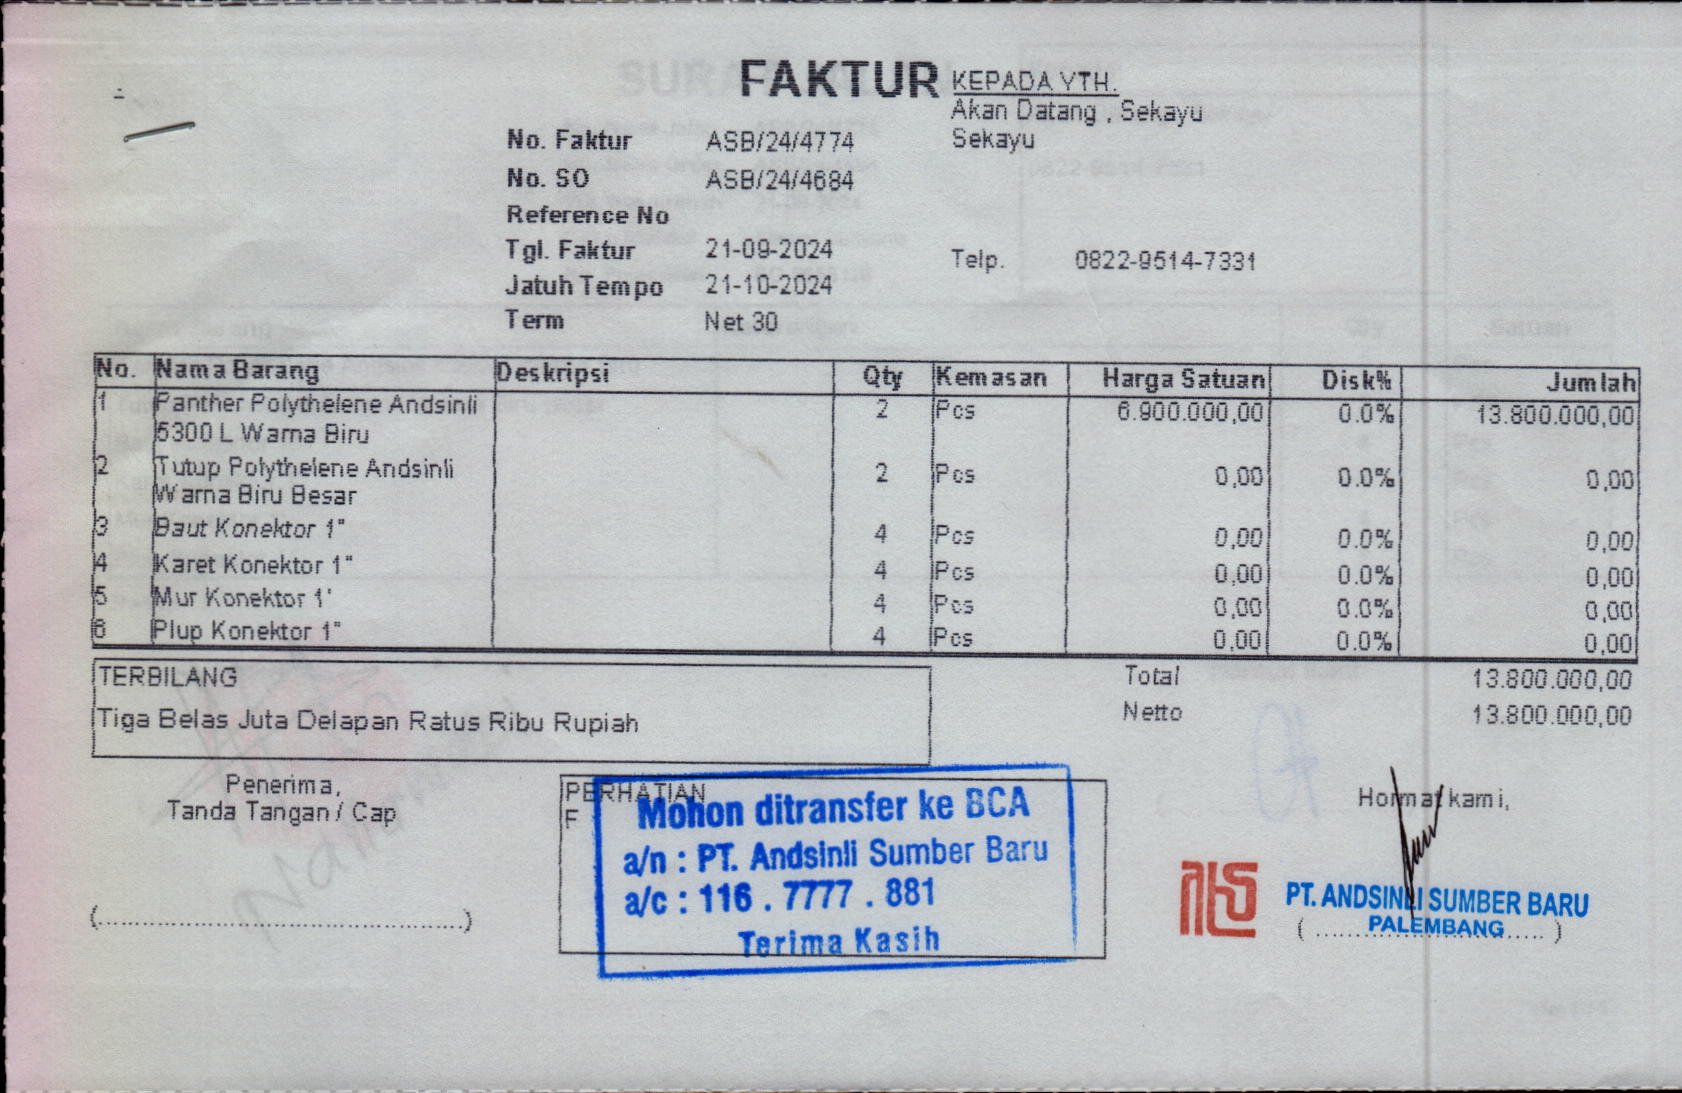 FAKTUR
KEPADA YTH.
Akan Datang , Sekayu
Sekayu
No. Faktur ASB/24/4774
No. SO ASB/24/4684
Reference No
Tgl. Faktur 21-09-2024
Telp. 0822-9514-7331
Jatuh Tempo 21-10-2024
Term Net 30
No. Nama Barang Deskripsi Qty Kemasan Harga Satuan Disk% Jumlah
1 Panther Polythelene Andsinli 2 Pcs 6.900.000,00 0.0% 13.800.000,00
5300 L Warna Biru
2 Tutup Polythelene Andsinli 2 Pcs 0,00 0.0% 0,00
Warna Biru Besar
3 Baut Konektor 1" 4 Pcs 0,00 0.0% 0,00
4 Karet Konektor 1" 4 Pcs 0,00 0.0% 0,00
5 Mur Konektor 1' 4 Pcs 0,00 0.0% 0,00
6 Plup Konektor 1" 4 Pcs 0,00 0.0% 0,00
TERBILANG
Tiga Belas Juta Delapan Ratus Ribu Rupiah
Total 13.800.000,00
Netto 13.800.000,00
Penerima,
Tanda Tangan / Cap
(..............................................)
PERHATIAN
F
Mohon ditransfer ke BCA
a/n : PT. Andsinli Sumber Baru
a/c : 116 . 7777 . 881
Terima Kasih
Hormat kami,
PT. ANDSINLI SUMBER BARU
PALEMBANG